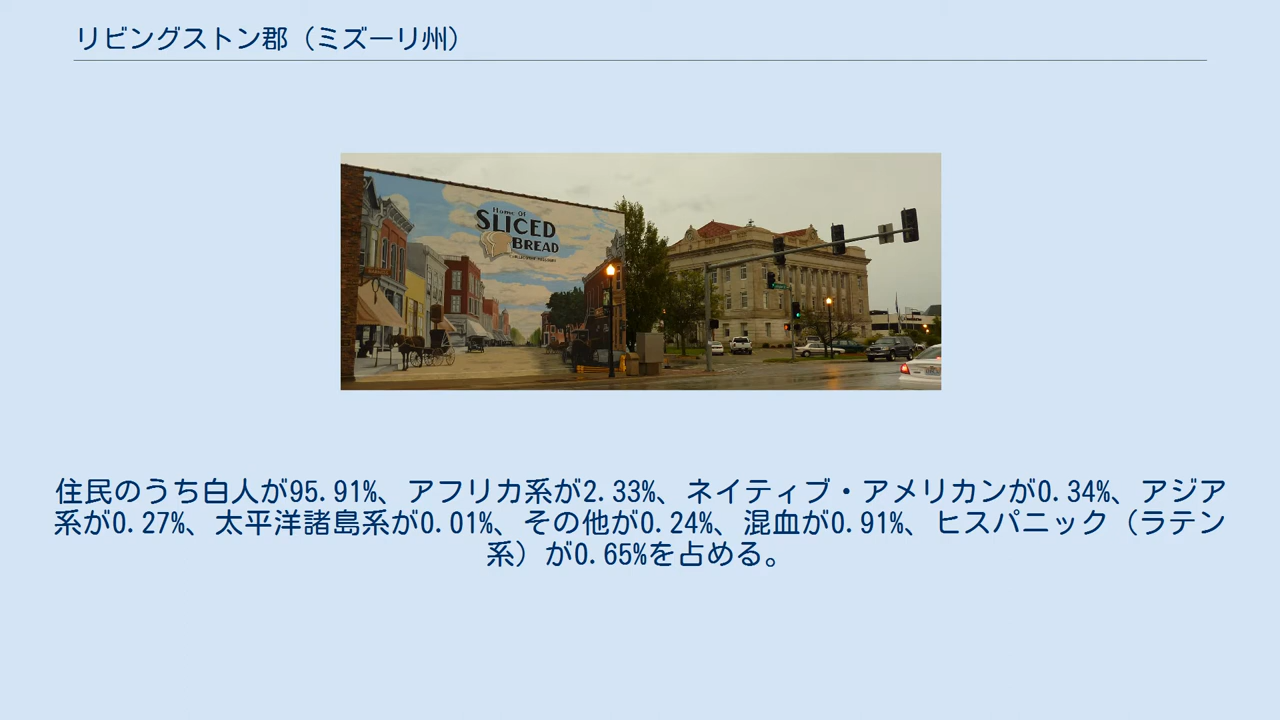 リビングストン郡（ミズーリ州）
Home Of
SLICED
BREAD
住民のうち白人が95.91%、アフリカ系が2.33%、ネイティブ・アメリカンが0.34%、アジア
系が0.27%、太平洋諸島系が0.01%、その他が0.24%、混血が0.91%、ヒスパニック（ラテン
系）が0.65%を占める。